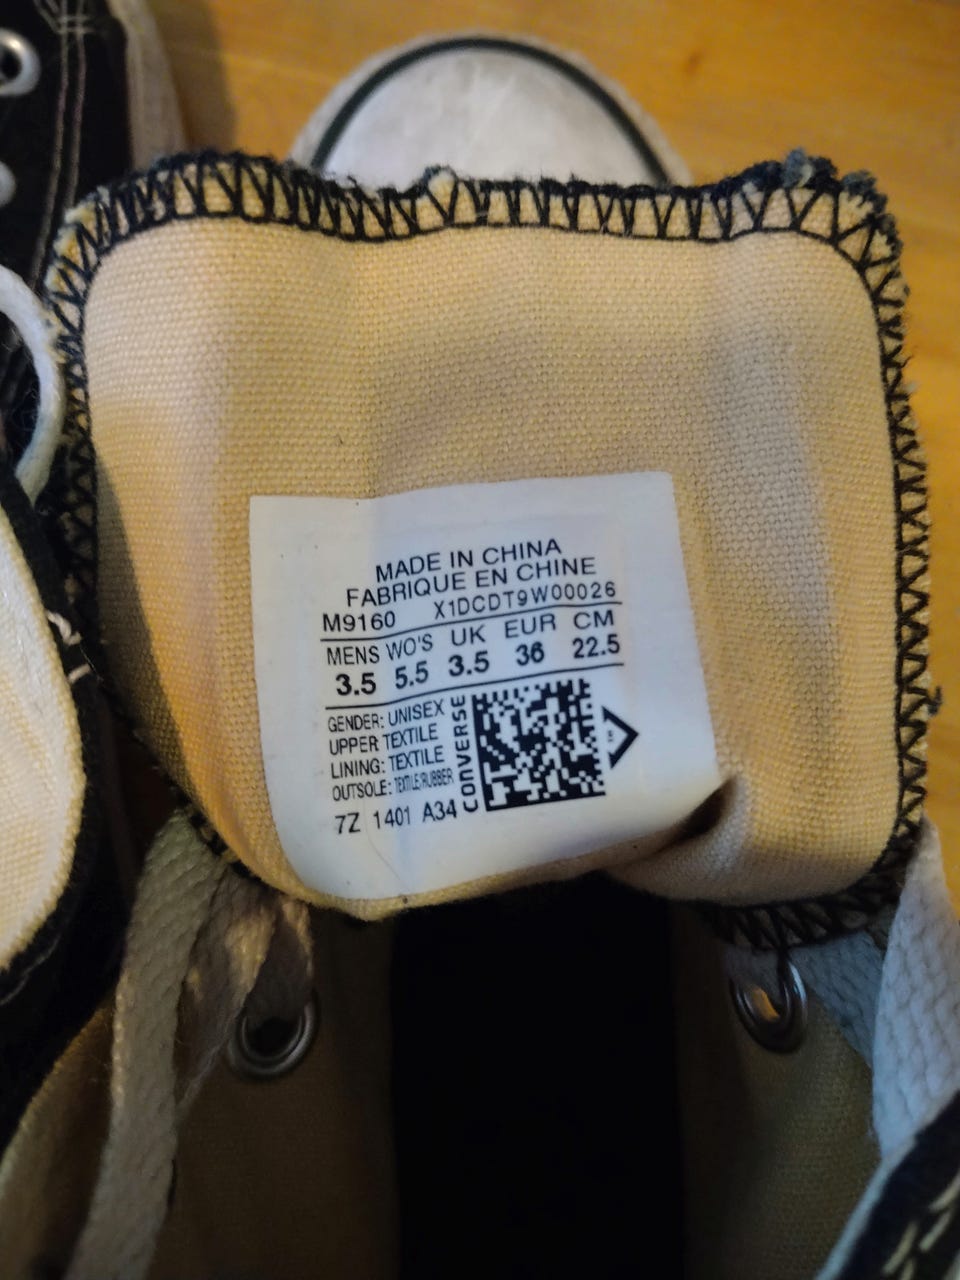 MADE IN CHINA
FABRIQUE EN CHINE
M9160 X1DCDT9W00026
MENS WO'S UK EUR CM
3.5 5.5 3.5 36 22.5
GENDER: UNISEX
UPPER TEXTILE
LINING: TEXTILE
OUTSOLE: TEXTILE/RUBBER
7Z 1401 A34
CONVERSE